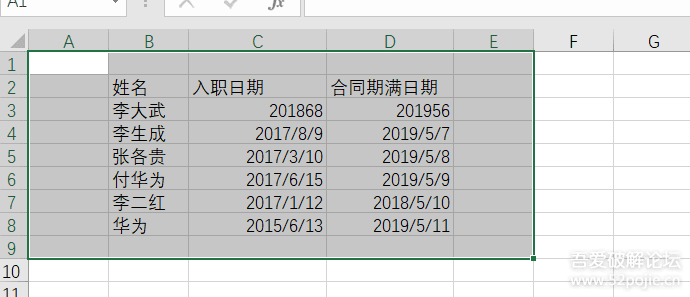 A1 fx
A B C D E F G
1
2 姓名 入职日期 合同期满日期
3 李大武 201868 201956
4 李生成 2017/8/9 2019/5/7
5 张各贵 2017/3/10 2019/5/8
6 付华为 2017/6/15 2019/5/9
7 李二红 2017/1/12 2018/5/10
8 华为 2015/6/13 2019/5/11
9
10
11
吾爱破解论坛
www.52pojie.cn